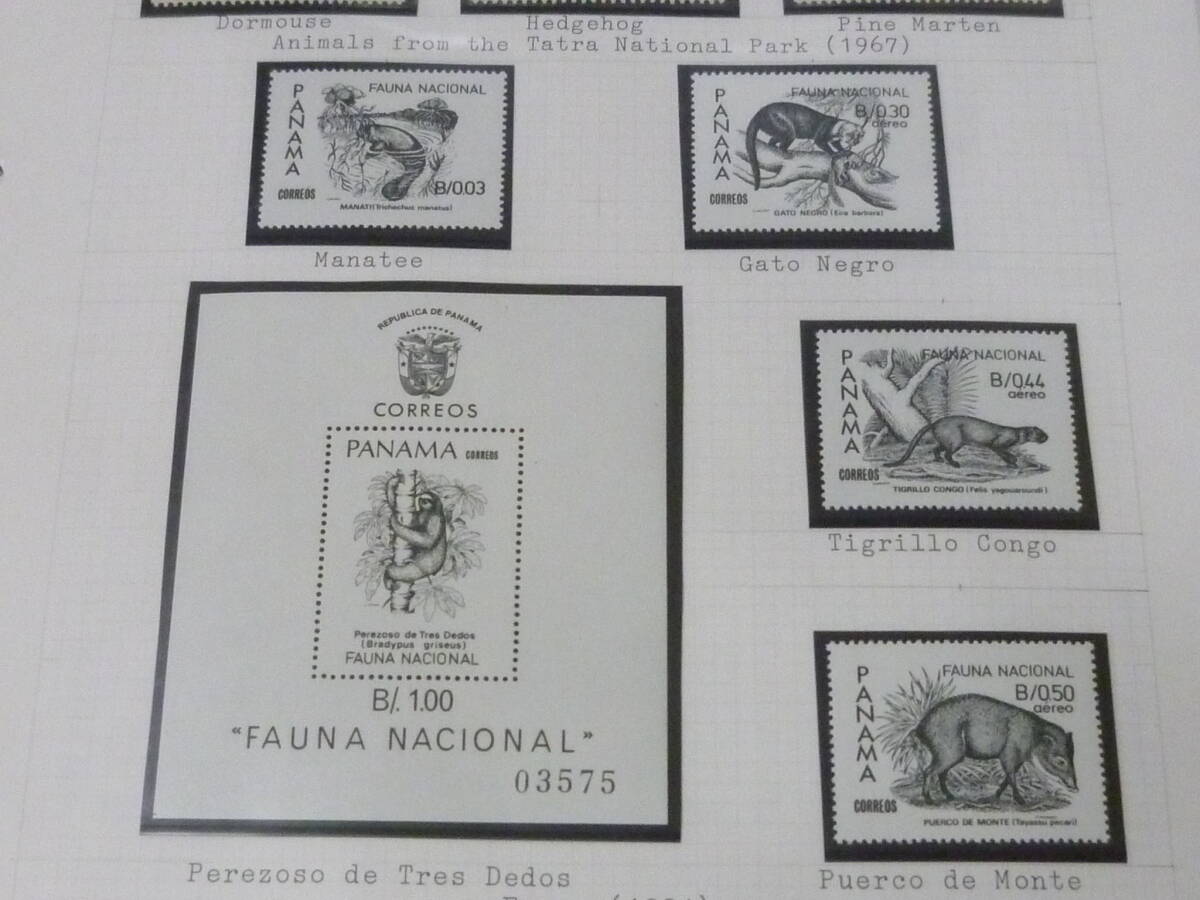 Dormouse
Hedgehog
Pine Marten
Animals from the Tatra National Park (1967)
PANAMA
FAUNA NACIONAL
B/0.03
CORREOS
MANATI (Trichechus manatus)
Manatee
PANAMA
FAUNA NACIONAL
B/0.30
aéreo
CORREOS
GATO NEGRO (Eira barbara)
Gato Negro
REPUBLICA DE PANAMA
CORREOS
PANAMA CORREOS
Perezoso de Tres Dedos
(Bradypus griseus)
FAUNA NACIONAL
B/. 1.00
"FAUNA NACIONAL"
03575
Perezoso de Tres Dedos
PANAMA
FAUNA NACIONAL
B/0.44
aéreo
CORREOS
TIGRILLO CONGO (Felis yagouaroundi)
Tigrillo Congo
PANAMA
FAUNA NACIONAL
B/0.50
aéreo
CORREOS
PUERCO DE MONTE (Tayassu pecari)
Puerco de Monte